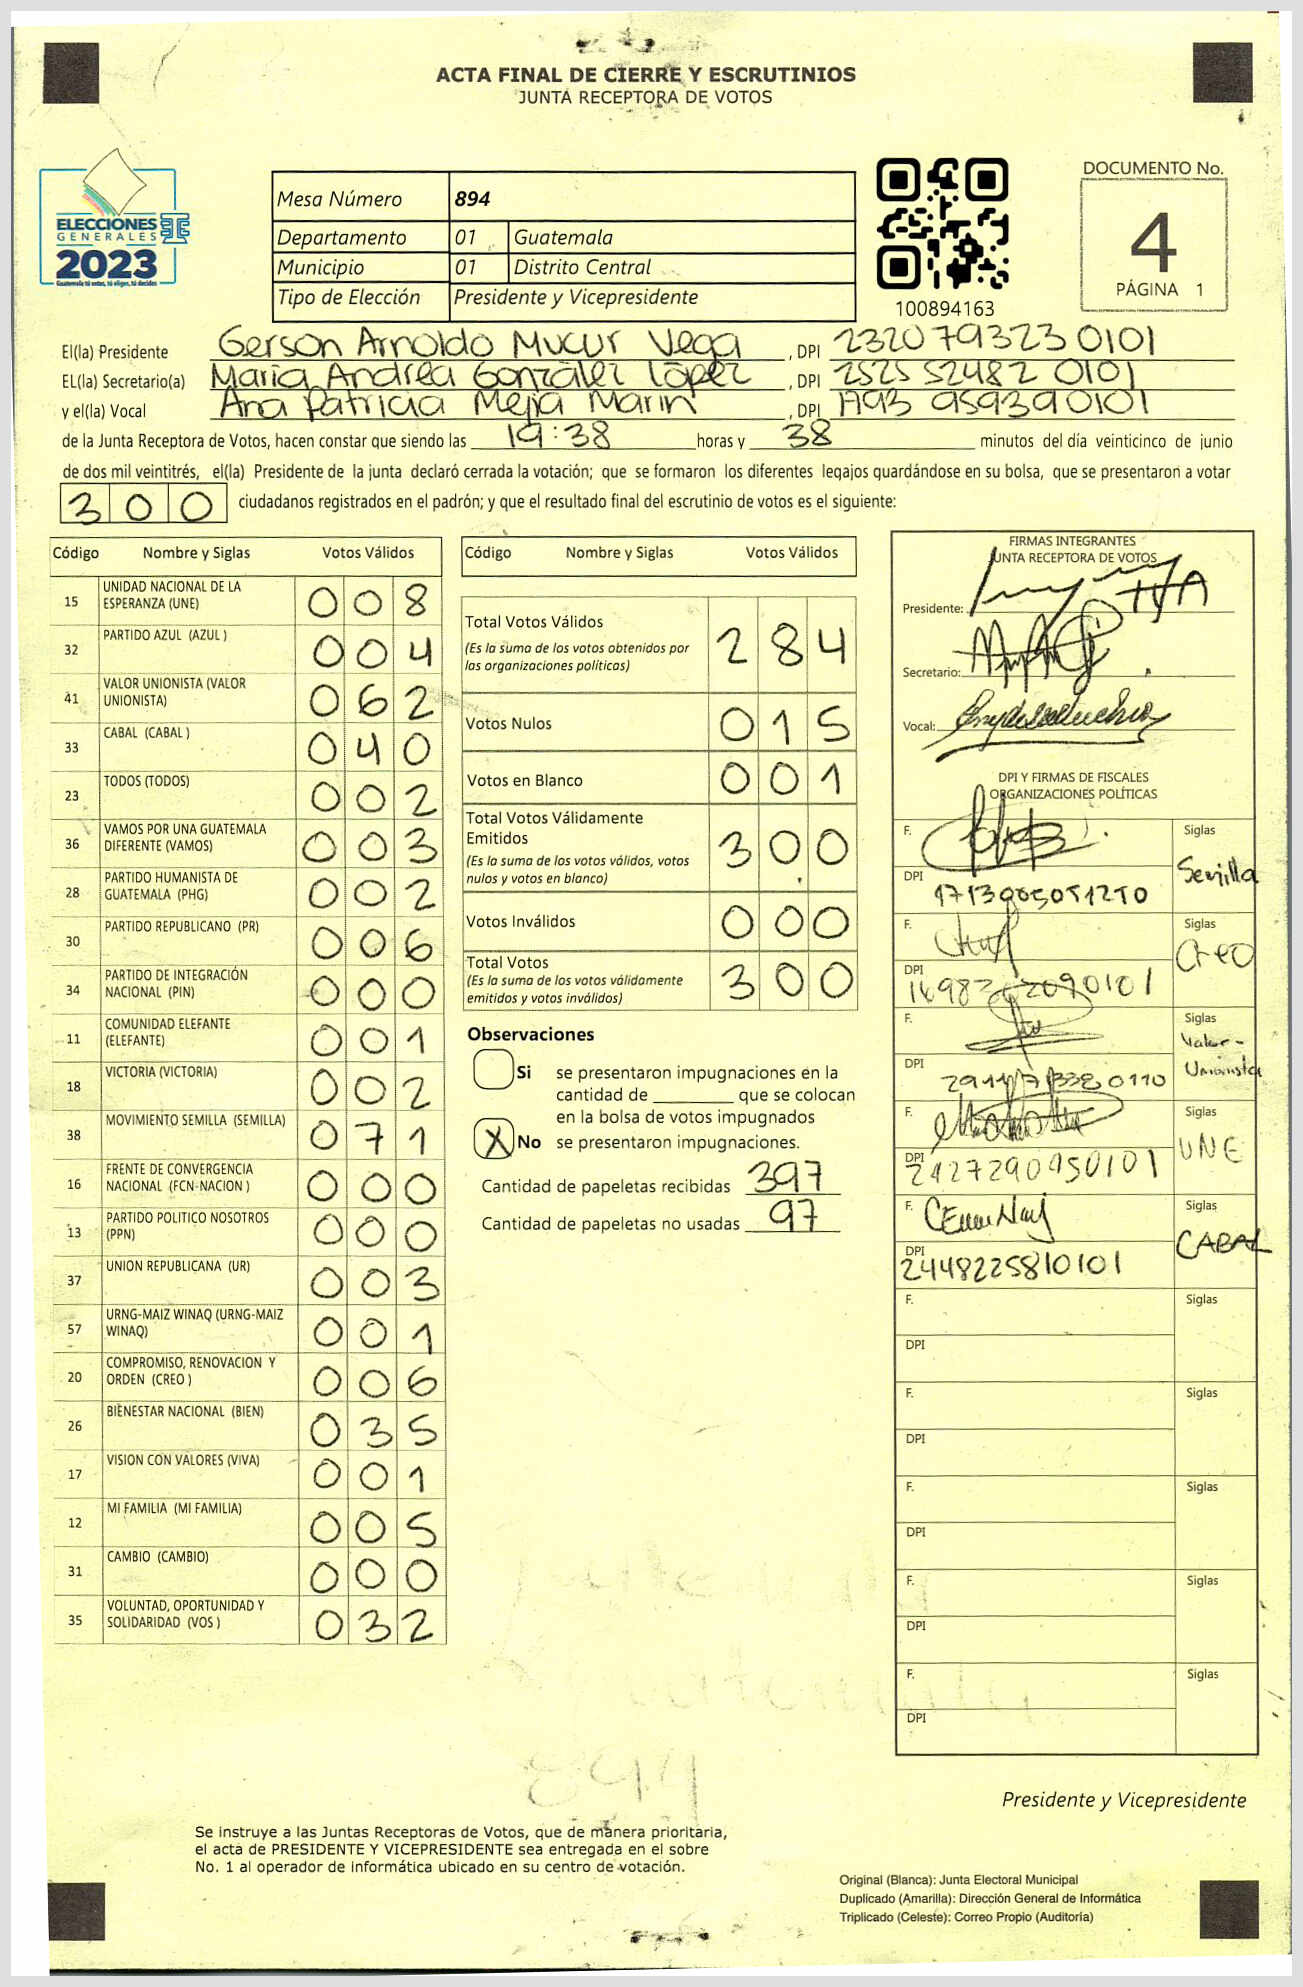 ACTA FINAL DE CIERRE Y ESCRUTINIOS
JUNTA RECEPTORA DE VOTOS
ELECCIONES
GENERALES
2023
Guatemala tú votas, tú eliges, tú decides
Mesa Número 894
Departamento 01 Guatemala
Municipio 01 Distrito Central
Tipo de Elección Presidente y Vicepresidente
100894163
DOCUMENTO No.
4
PÁGINA 1
El(la) Presidente Gerson Arnoldo Mucur Vega, DPI 2320 79323 0101
EL(la) Secretario(a) María Andrea González López, DPI 2525 52482 0101
y el(la) Vocal Ana Patricia Mejia Marin, DPI 1793 95939 0101
de la Junta Receptora de Votos, hacen constar que siendo las 19:38 horas y 38 minutos del día veinticinco de junio
de dos mil veintitrés, el(la) Presidente de la junta declaró cerrada la votación; que se formaron los diferentes legajos guardándose en su bolsa, que se presentaron a votar
300 ciudadanos registrados en el padrón; y que el resultado final del escrutinio de votos es el siguiente:
Código Nombre y Siglas Votos Válidos
15 UNIDAD NACIONAL DE LA ESPERANZA (UNE) 008
32 PARTIDO AZUL (AZUL ) 004
41 VALOR UNIONISTA (VALOR UNIONISTA) 062
33 CABAL (CABAL ) 040
23 TODOS (TODOS) 002
36 VAMOS POR UNA GUATEMALA DIFERENTE (VAMOS) 003
28 PARTIDO HUMANISTA DE GUATEMALA (PHG) 002
30 PARTIDO REPUBLICANO (PR) 006
34 PARTIDO DE INTEGRACIÓN NACIONAL (PIN) 000
11 COMUNIDAD ELEFANTE (ELEFANTE) 001
18 VICTORIA (VICTORIA) 002
38 MOVIMIENTO SEMILLA (SEMILLA) 071
16 FRENTE DE CONVERGENCIA NACIONAL (FCN-NACION ) 000
13 PARTIDO POLITICO NOSOTROS (PPN) 000
37 UNION REPUBLICANA (UR) 003
57 URNG-MAIZ WINAQ (URNG-MAIZ WINAQ) 001
20 COMPROMISO, RENOVACION Y ORDEN (CREO ) 006
26 BIENESTAR NACIONAL (BIEN) 035
17 VISION CON VALORES (VIVA) 001
12 MI FAMILIA (MI FAMILIA) 005
31 CAMBIO (CAMBIO) 000
35 VOLUNTAD, OPORTUNIDAD Y SOLIDARIDAD (VOS ) 032
Código Nombre y Siglas Votos Válidos
Total Votos Válidos 284
(Es la suma de los votos obtenidos por
las organizaciones políticas)
Votos Nulos 015
Votos en Blanco 001
Total Votos Válidamente
Emitidos 300
(Es la suma de los votos válidos, votos
nulos y votos en blanco)
Votos Inválidos 000
Total Votos 300
(Es la suma de los votos válidamente
emitidos y votos inválidos)
Observaciones
Si se presentaron impugnaciones en la
cantidad de ________ que se colocan
en la bolsa de votos impugnados
X No se presentaron impugnaciones.
Cantidad de papeletas recibidas 397
Cantidad de papeletas no usadas 97
FIRMAS INTEGRANTES
JUNTA RECEPTORA DE VOTOS
Presidente:
Secretario:
Vocal:
DPI Y FIRMAS DE FISCALES
ORGANIZACIONES POLÍTICAS
F. Siglas
Semilla
DPI
F. Siglas
Creo
DPI
F. Siglas
Valor-
Unionista
DPI
F. Siglas
UNE
DPI 2427290950101
F. Siglas
CABAL
DPI
2448225810101
F. Siglas
DPI
F. Siglas
DPI
F. Siglas
DPI
F. Siglas
DPI
F. Siglas
DPI
894
Presidente y Vicepresidente
Se instruye a las Juntas Receptoras de Votos, que de manera prioritaria,
el acta de PRESIDENTE Y VICEPRESIDENTE sea entregada en el sobre
No. 1 al operador de informática ubicado en su centro de votación.
Original (Blanca): Junta Electoral Municipal
Duplicado (Amarilla): Dirección General de Informática
Triplicado (Celeste): Correo Propio (Auditoría)